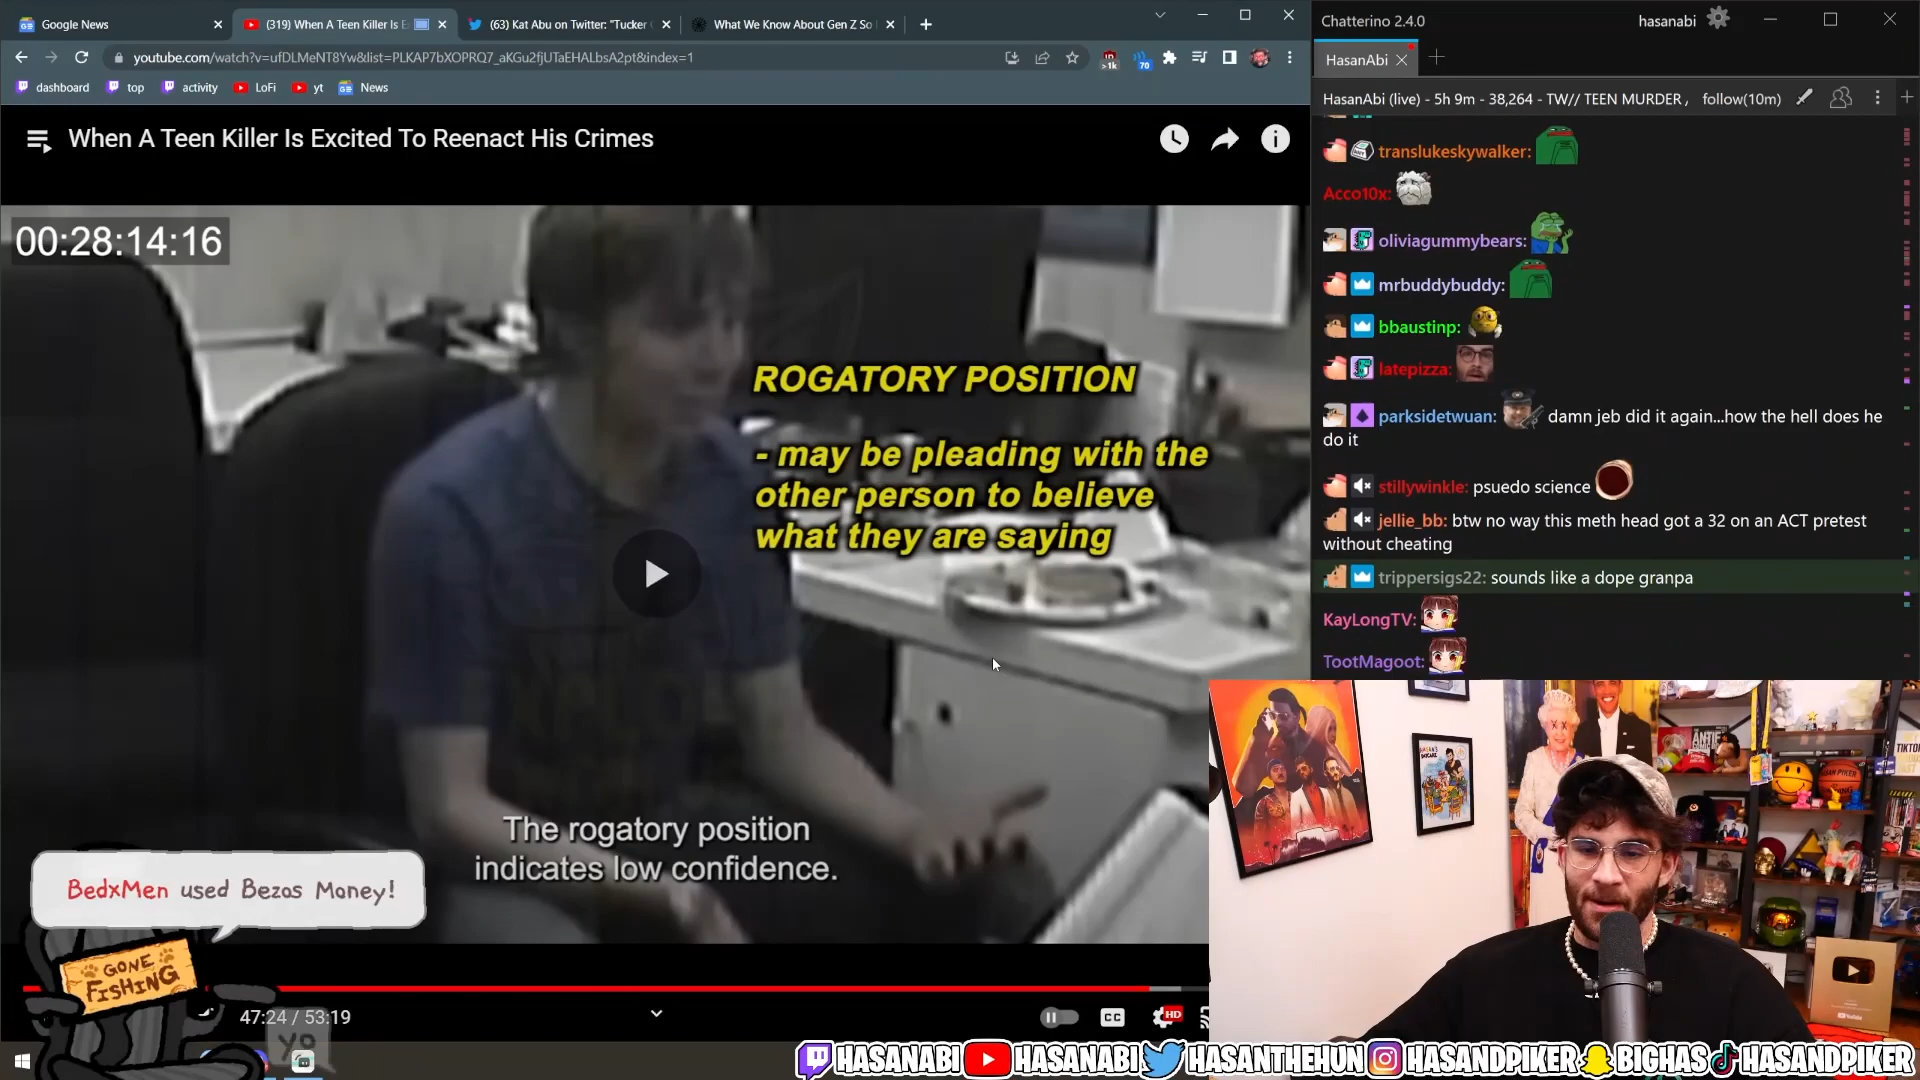 Google News
(319) When A Teen Killer Is E
(63) Kat Abu on Twitter: "Tucker
What We Know About Gen Z So
youtube.com/watch?v=ufDLMeNT8Yw&list=PLKAP7bXOPRQ7_aKGu2fjUTaEHALbsA2pt&index=1
>1k
70
dashboard
top
activity
LoFi
yt
News
When A Teen Killer Is Excited To Reenact His Crimes
00:28:14:16
ROGATORY POSITION
- may be pleading with the
other person to believe
what they are saying
The rogatory position
indicates low confidence.
BedxMen used Bezos Money!
GONE
FISHING
yo
47:24 / 53:19
CC
HD
Chatterino 2.4.0
hasanabi
HasanAbi
HasanAbi (live) - 5h 9m - 38,264 - TW// TEEN MURDER ,
follow(10m)
translukeskywalker:
Acco10x:
oliviagummybears:
mrbuddybuddy:
bbaustinp:
latepizza:
parksidetwuan: damn jeb did it again...how the hell does he
do it
stillywinkle: psuedo science
jellie_bb: btw no way this meth head got a 32 on an ACT pretest
without cheating
trippersigs22: sounds like a dope granpa
KayLongTV:
TootMagoot:
HASANABI HASANABI HASANTHEHUN HASANDPIKER BIGHAS HASANDPIKER